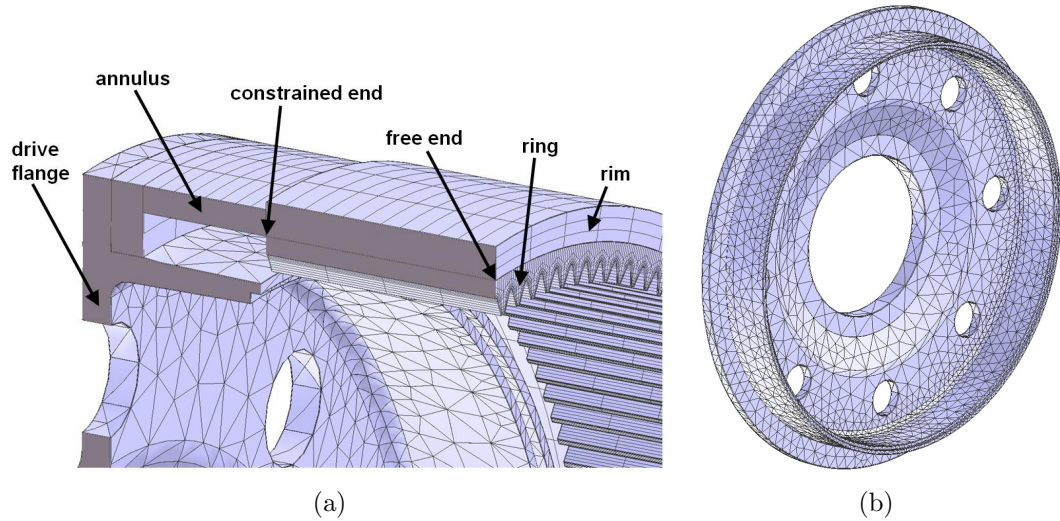 annulus
constrained end
drive
flange
free end
ring
rim
(a)
(b)